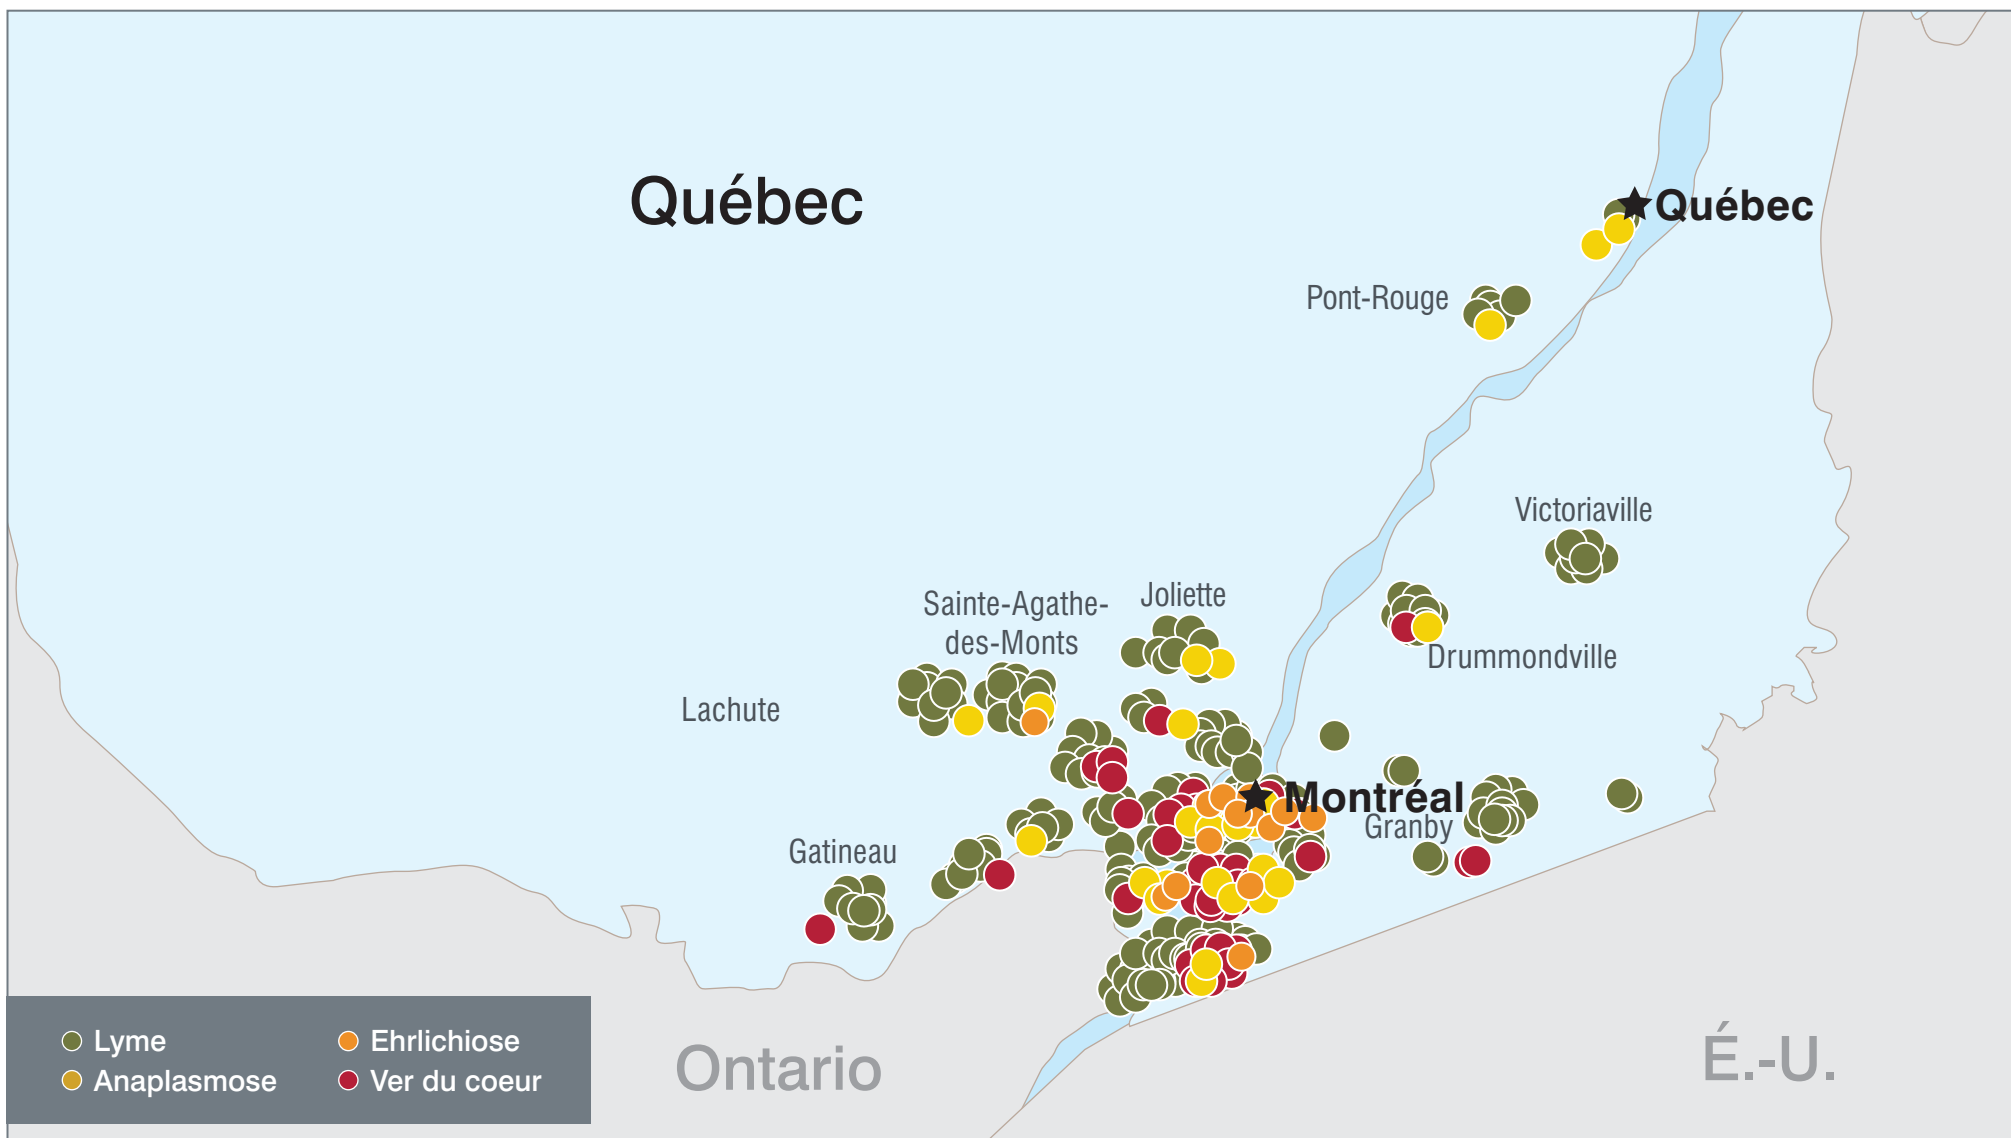 Québec
Québec
Pont-Rouge
Victoriaville
Sainte-Agathe-
des-Monts
Joliette
Drummondville
Lachute
Montréal
Granby
Gatineau
Lyme
Ehrlichiose
Anaplasmose
Ver du coeur
Ontario
É.-U.